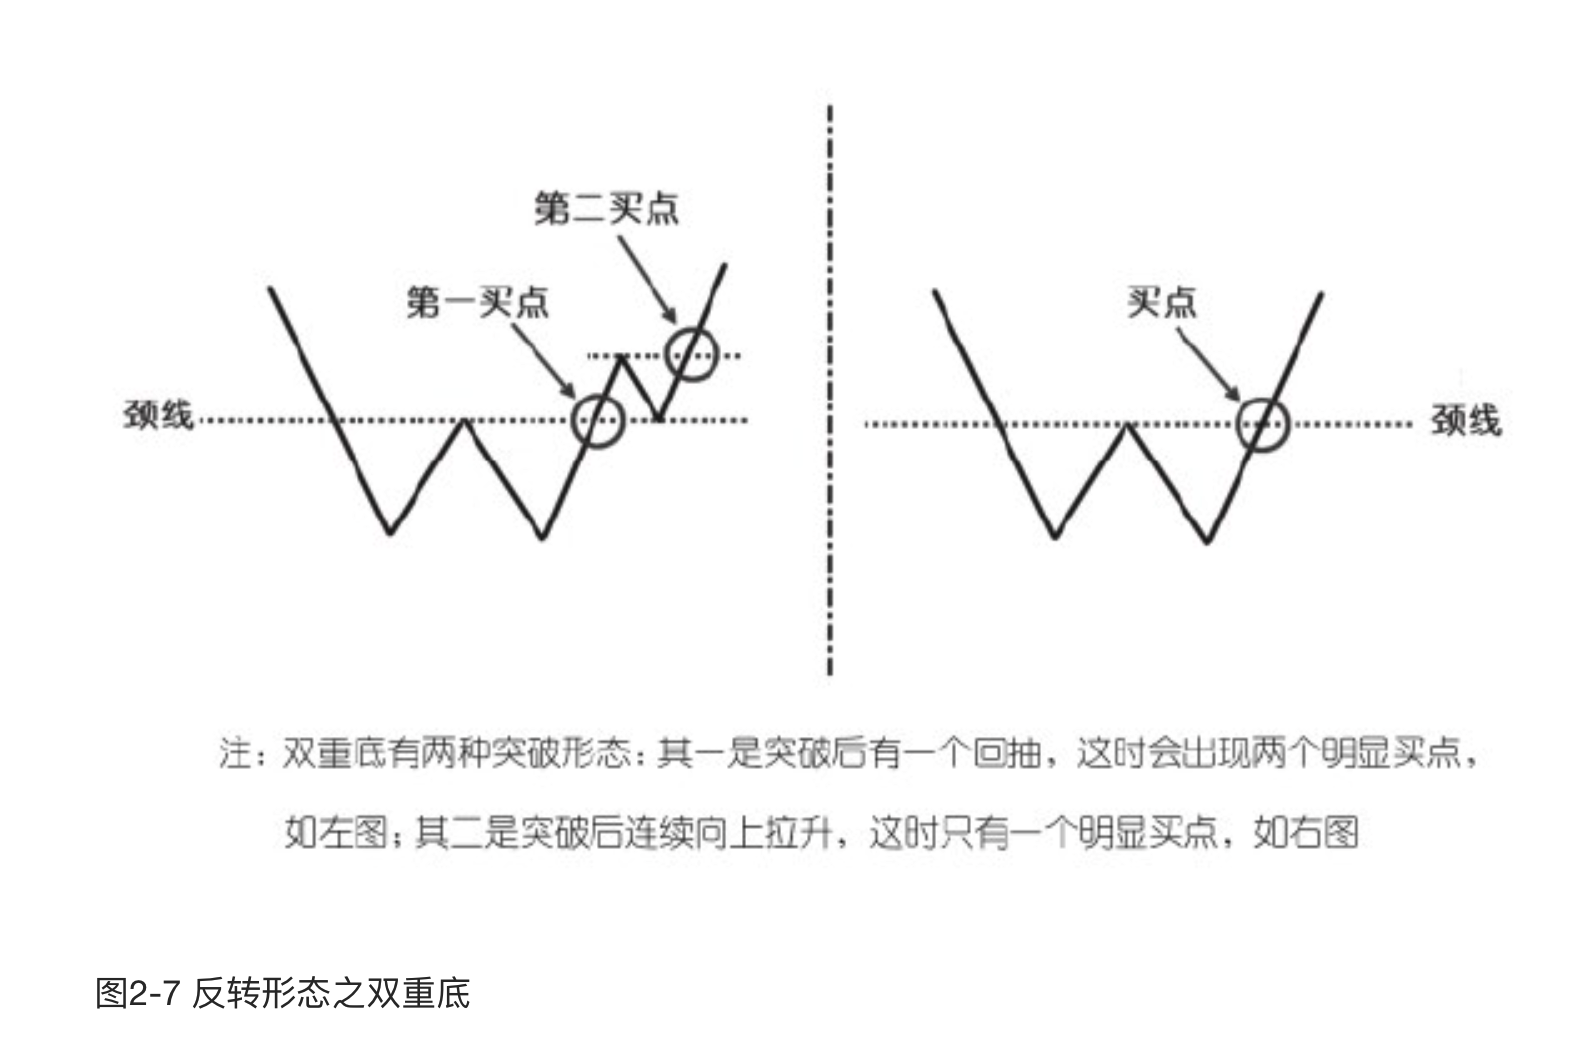 第二买点
第一买点
买点
颈线
颈线
注：双重底有两种突破形态：其一是突破后有一个回抽，这时会出现两个明显买点，
如左图；其二是突破后连续向上拉升，这时只有一个明显买点，如右图
图2-7 反转形态之双重底